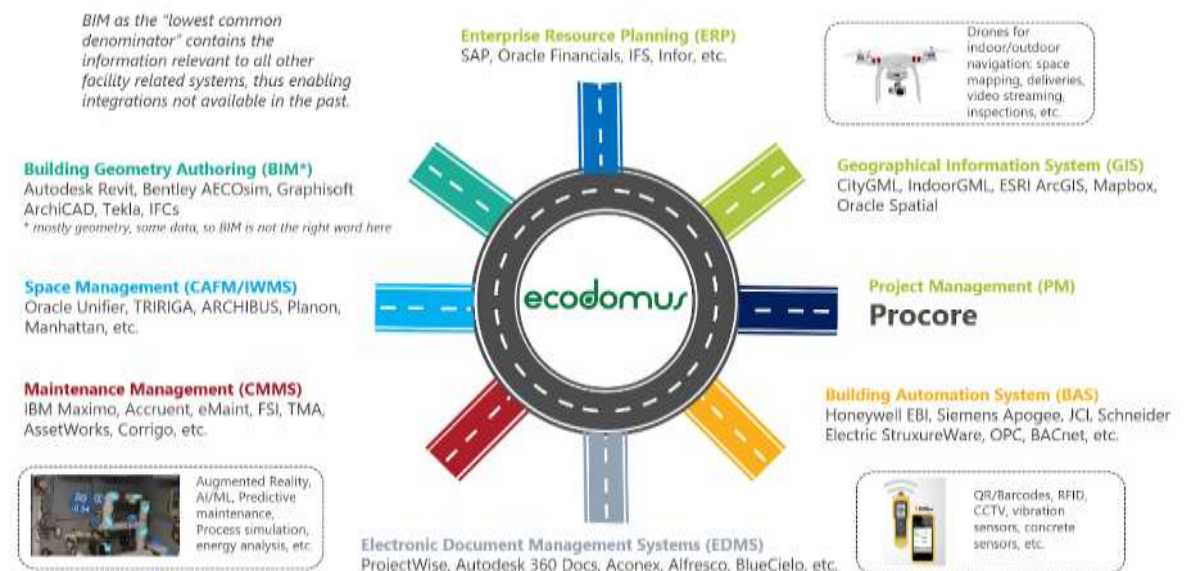 BIM as the "lowest common
denominator" contains the
information relevant to all other
facility related systems, thus enabling
integrations not available in the past.
Enterprise Resource Planning (ERP)
SAP, Oracle Financials, IFS, Infor, etc.
Drones for
indoor/outdoor
navigation: space
mapping, deliveries,
video streaming,
inspections, etc.
Building Geometry Authoring (BIM*)
Autodesk Revit, Bentley AECOsim, Graphisoft
ArchiCAD, Tekla, IFCs
* mostly geometry, some data, so BIM is not the right word here
Geographical Information System (GIS)
CityGML, IndoorGML, ESRI ArcGIS, Mapbox,
Oracle Spatial
Space Management (CAFM/IWMS)
Oracle Unifier, TRIRIGA, ARCHIBUS, Planon,
Manhattan, etc.
ecodomus
Project Management (PM)
Procore
Maintenance Management (CMMS)
IBM Maximo, Accruent, eMaint, FSI, TMA,
AssetWorks, Corrigo, etc.
Building Automation System (BAS)
Honeywell EBI, Siemens Apogee, JCI, Schneider
Electric StruxureWare, OPC, BACnet, etc.
Augmented Reality,
AI/ML, Predictive
maintenance,
Process simulation,
energy analysis, etc.
QR/Barcodes, RFID,
CCTV, vibration
sensors, concrete
sensors, etc.
Electronic Document Management Systems (EDMS)
ProjectWise, Autodesk 360 Docs, Aconex, Alfresco, BlueCielo, etc.